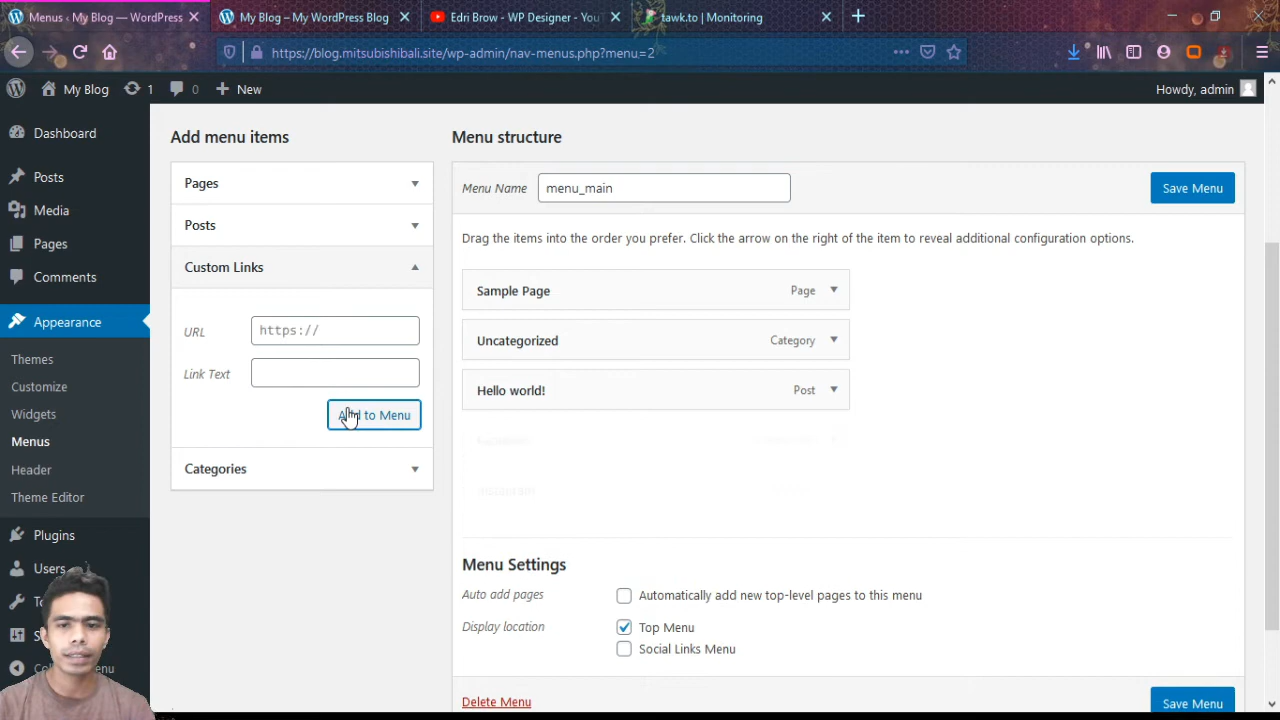 Menus ‹ My Blog — WordPress
My Blog – My WordPress Blog
Edri Brow - WP Designer - You
tawk.to | Monitoring
https://blog.mitsubishibali.site/wp-admin/nav-menus.php?menu=2
My Blog
1
0
New
Howdy, admin
Dashboard
Posts
Media
Pages
Comments
Appearance
Themes
Customize
Widgets
Menus
Header
Theme Editor
Plugins
Users
Add menu items
Pages
Posts
Custom Links
URL
https://
Link Text
Add to Menu
Categories
Menu structure
Menu Name
menu_main
Save Menu
Drag the items into the order you prefer. Click the arrow on the right of the item to reveal additional configuration options.
Sample Page
Page
Uncategorized
Category
Hello world!
Post
Menu Settings
Auto add pages
Automatically add new top-level pages to this menu
Display location
Top Menu
Social Links Menu
Delete Menu
Save Menu